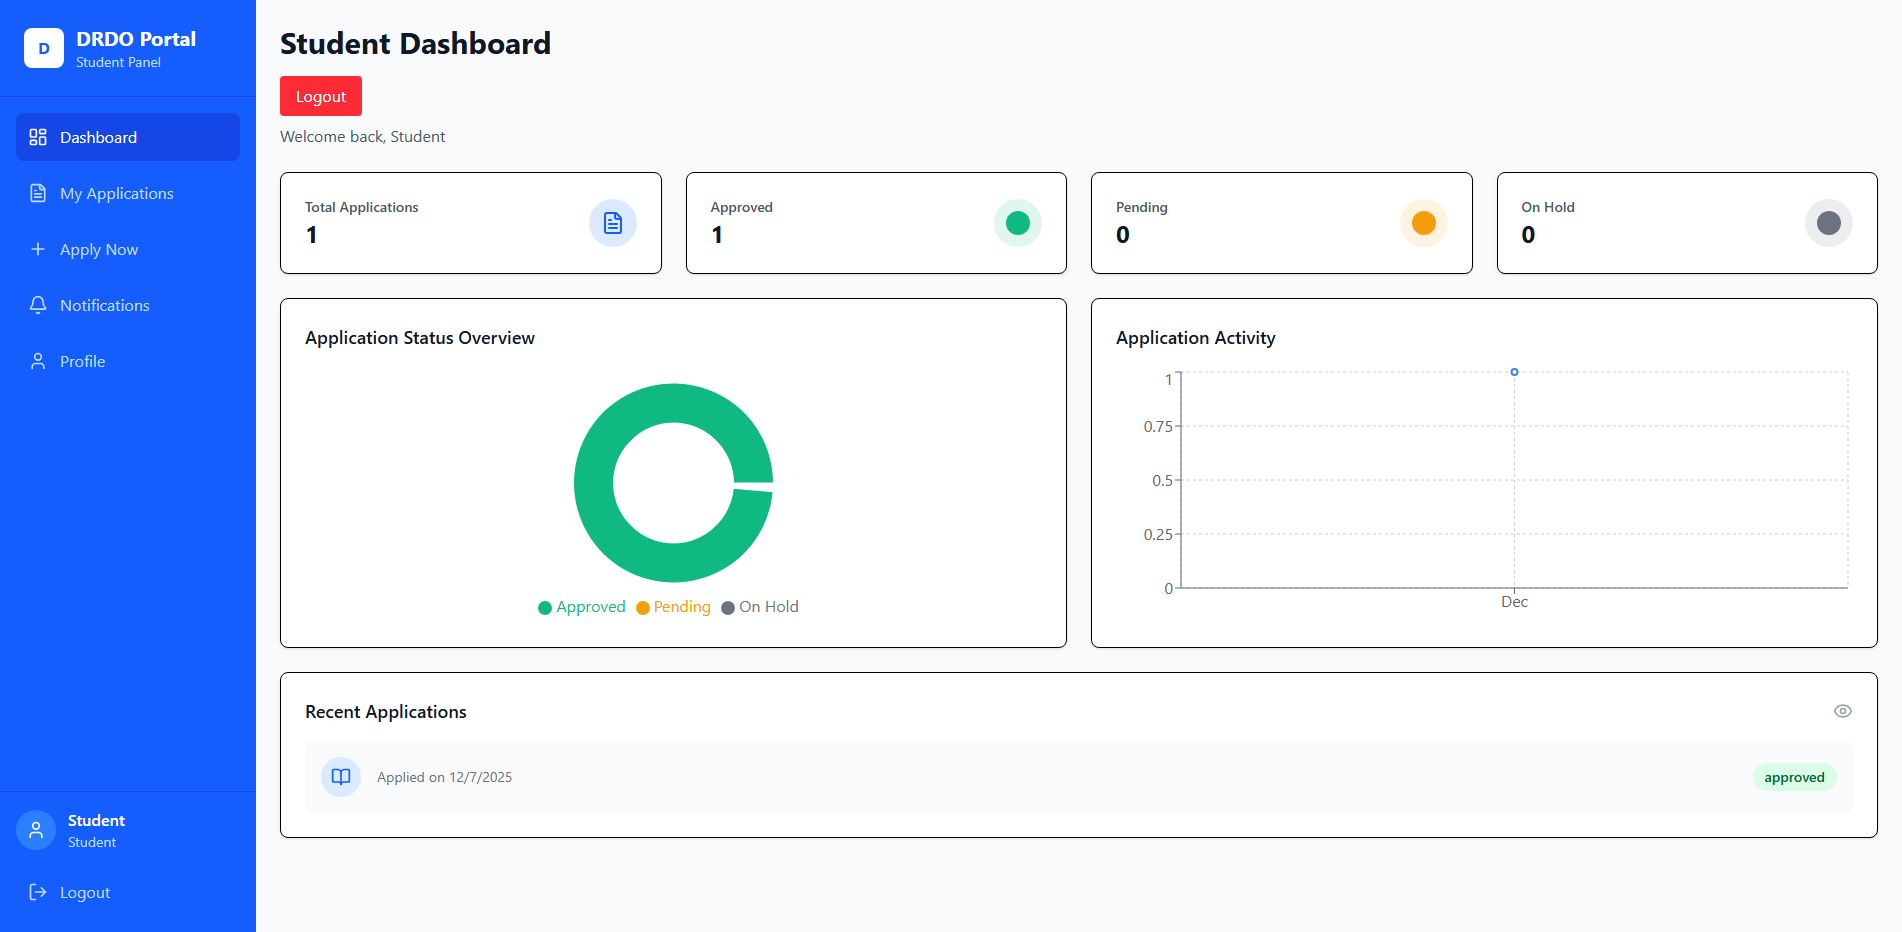 D
DRDO Portal
Student Panel
Dashboard
My Applications
Apply Now
Notifications
Profile
Student
Student
Logout
Student Dashboard
Logout
Welcome back, Student
Total Applications
1
Approved
1
Pending
0
On Hold
0
Application Status Overview
Approved Pending On Hold
Application Activity
1
0.75
0.5
0.25
0
Dec
Recent Applications
Applied on 12/7/2025
approved